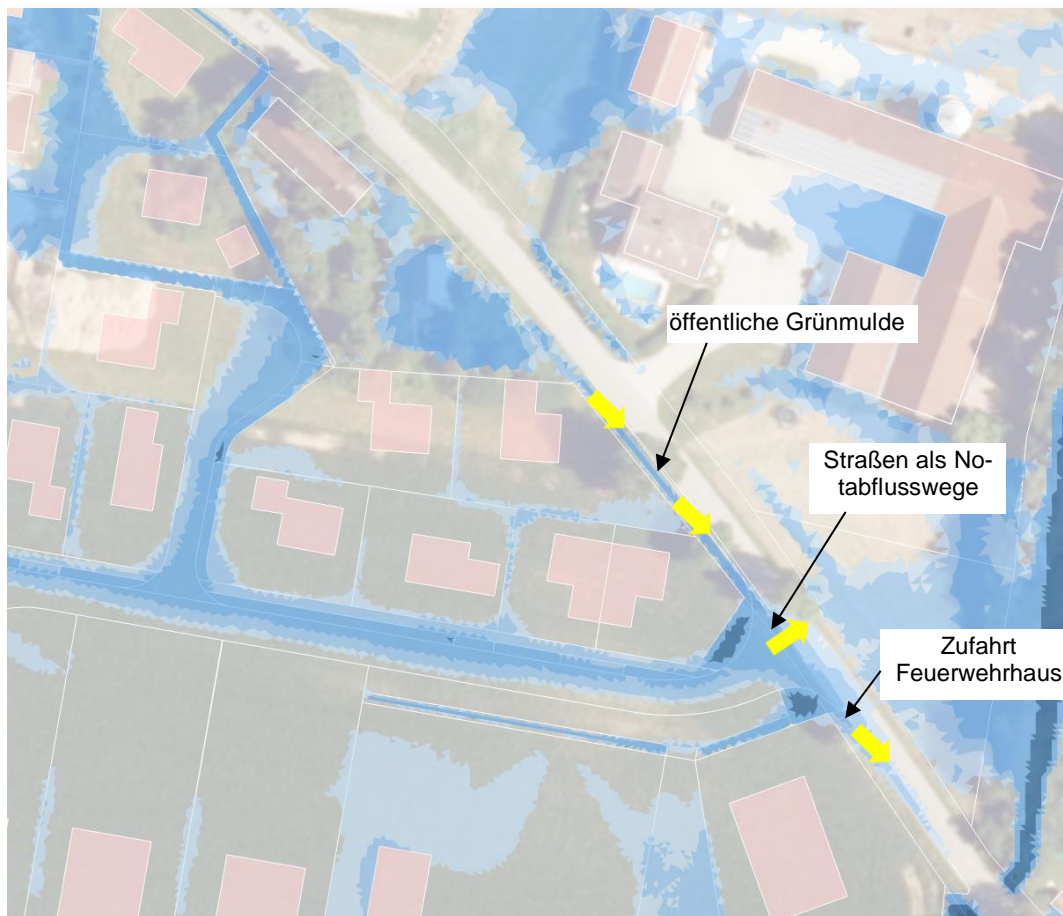 öffentliche Grünmulde
Straßen als No-
tabflusswege
Zufahrt
Feuerwehrhaus